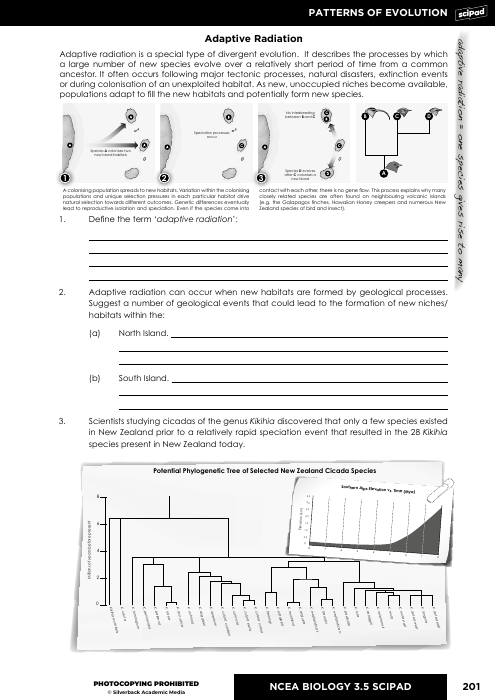 PATTERNS OF EVOLUTION
scipad
Adaptive Radiation
Adaptive radiation is a special type of divergent evolution. It describes the processes by which
a large number of new species evolve over a relatively short period of time from a common
ancestor. It often occurs following major tectonic processes, natural disasters, extinction events
or during colonisation of an unexploited habitat. As new, unoccupied niches become available,
populations adapt to fill the new habitats and potentially form new species.
adaptive radiation = one species gives rise to many
A colonising population spreads to new habitats. Variation within the colonising
populations and unique selection pressures in each particular habitat drive
natural selection towards different outcomes. Genetic differences eventually
lead to reproductive isolation and speciation. Even if the species come into
contact with each other, there is no gene flow. This process explains why many
closely related species are often found on neighbouring volcanic islands
(e.g. the Galapagos finches, Hawaiian Honey creepers and numerous New
Zealand species of bird and insect).
1. Define the term 'adaptive radiation':
2. Adaptive radiation can occur when new habitats are formed by geological processes.
Suggest a number of geological events that could lead to the formation of new niches/
habitats within the:
(a) North Island.
(b) South Island.
3. Scientists studying cicadas of the genus Kikihia discovered that only a few species existed
in New Zealand prior to a relatively rapid speciation event that resulted in the 28 Kikihia
species present in New Zealand today.
Potential Phylogenetic Tree of Selected New Zealand Cicada Species
Southern Alps Elevation vs. Time (mya)
PHOTOCOPYING PROHIBITED
© Silverback Academic Media
NCEA BIOLOGY 3.5 SCIPAD
201